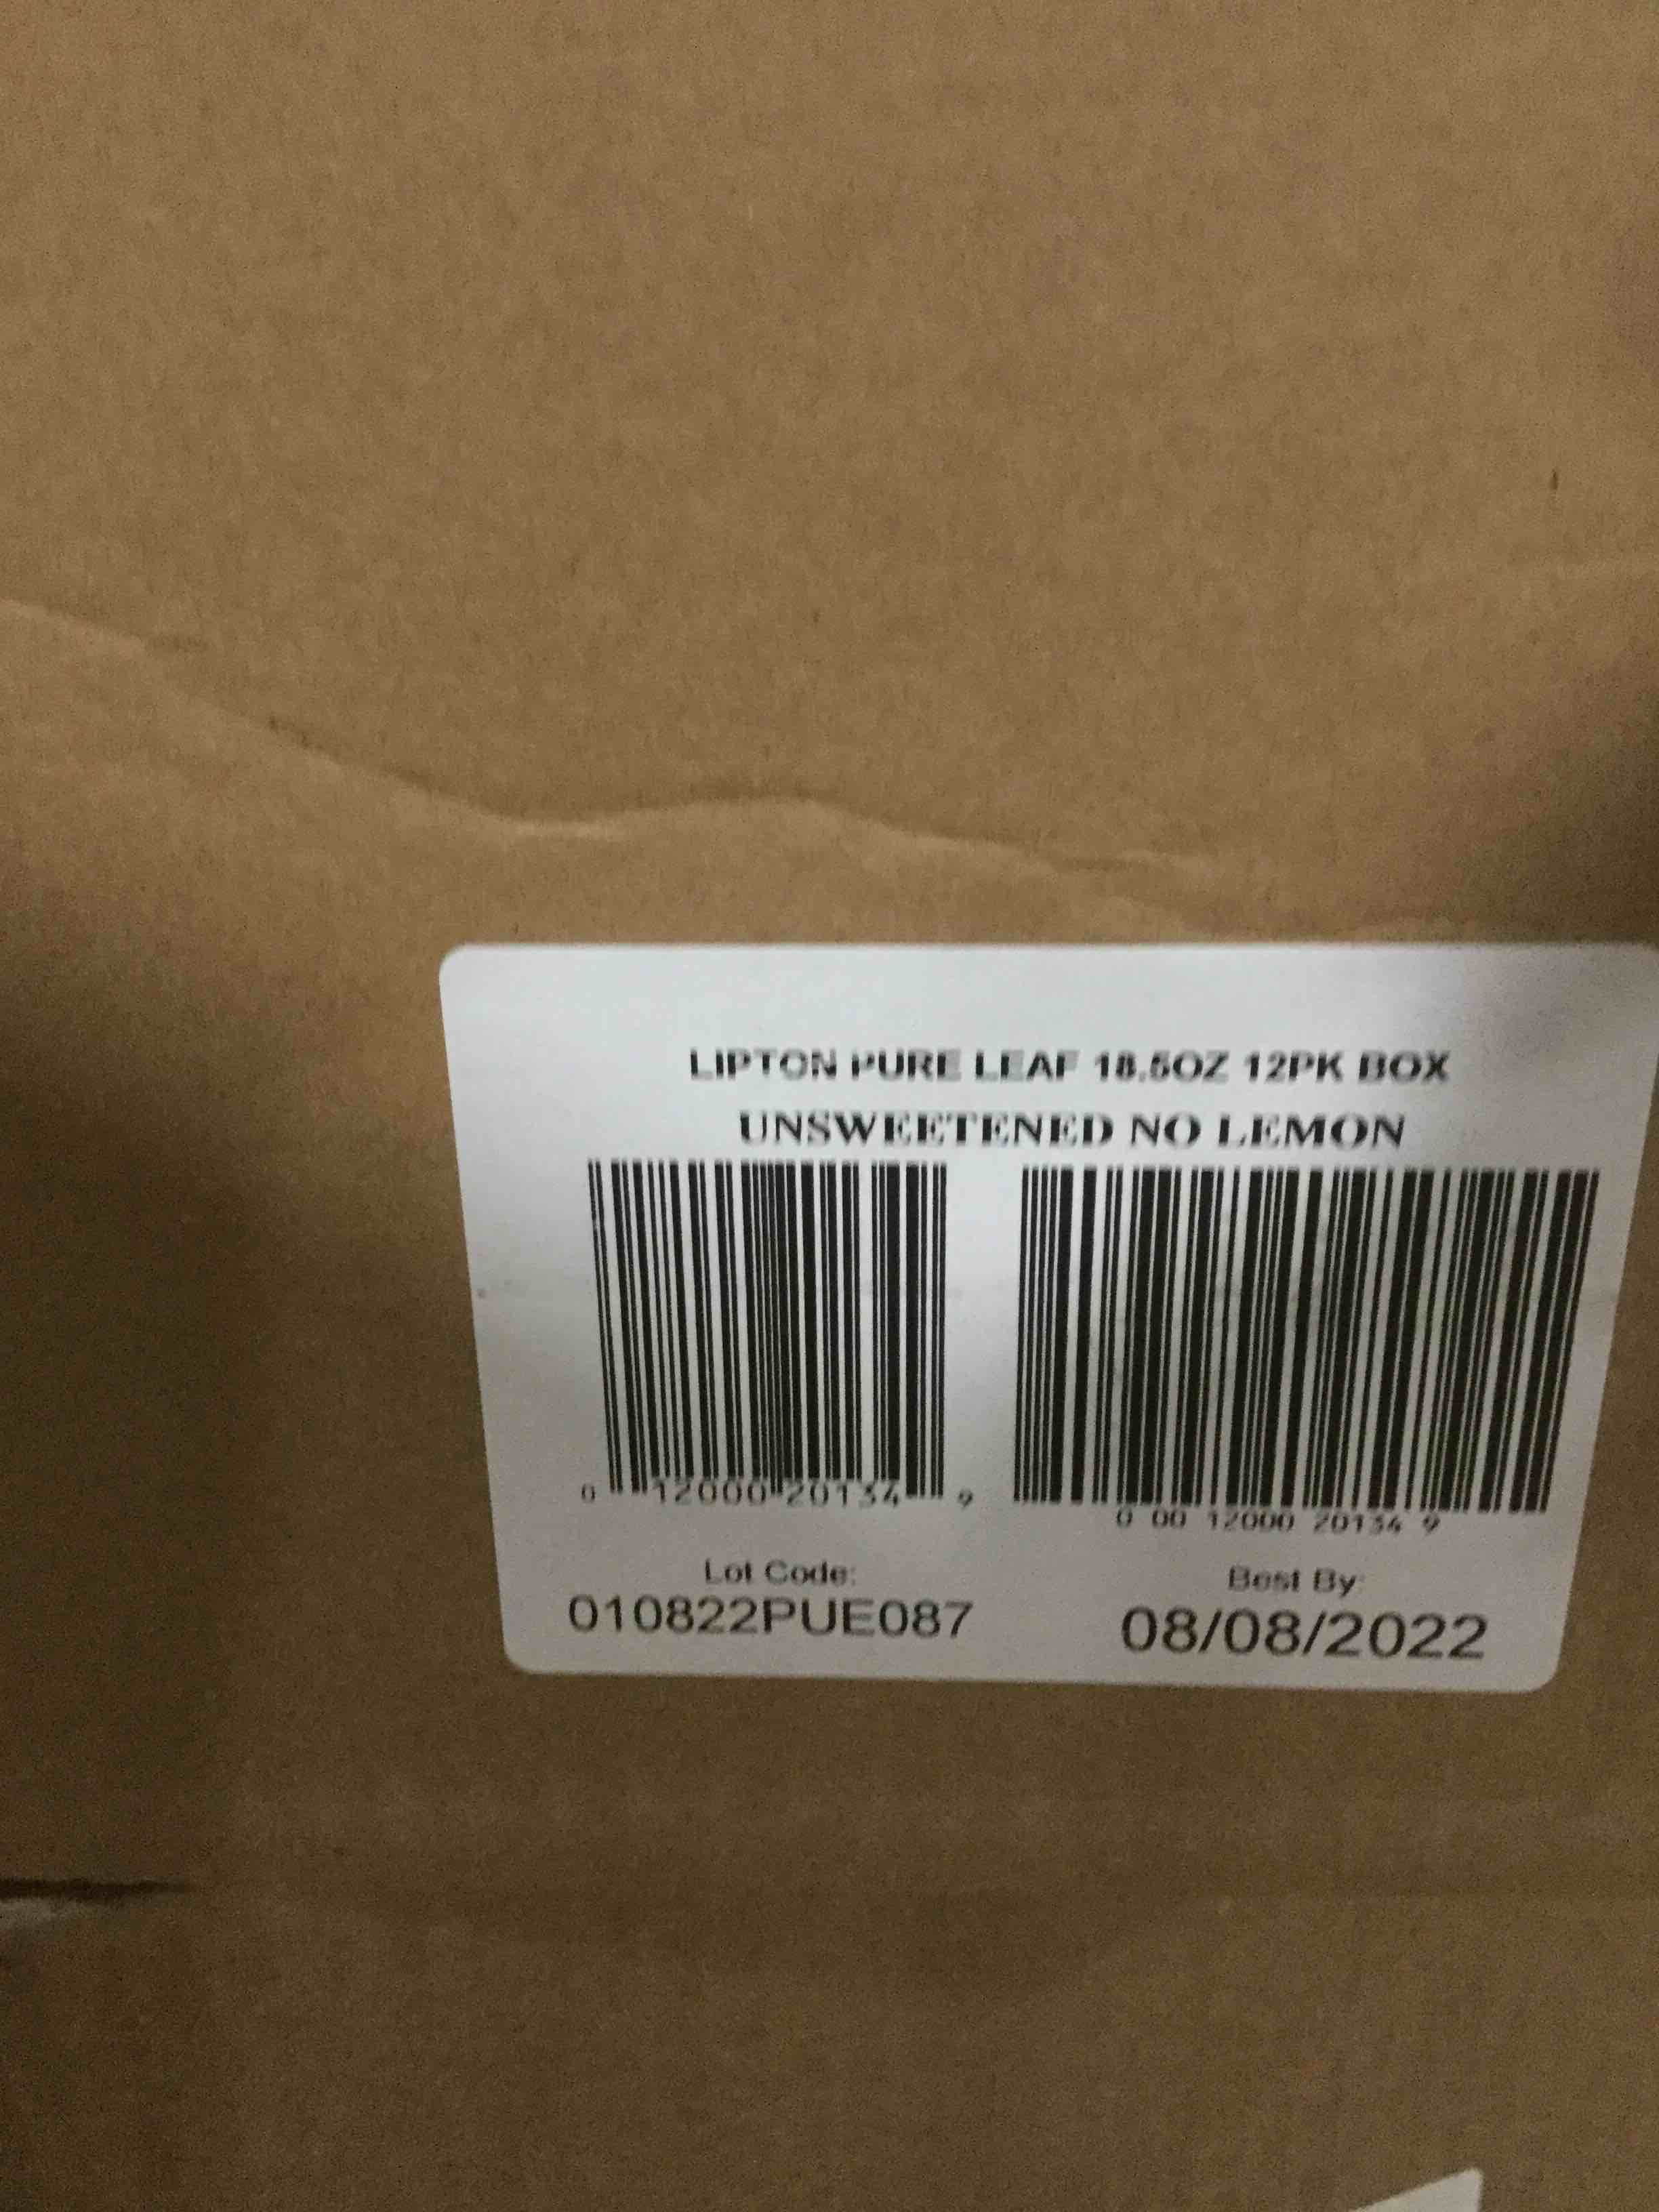 LIPTON PURE LEAF 18.5OZ 12PK BOX
UNSWEETENED NO LEMON
0 12000 20134 9
0 00 12000 20134 9
Lot Code:
010822PUE087
Best By:
08/08/2022